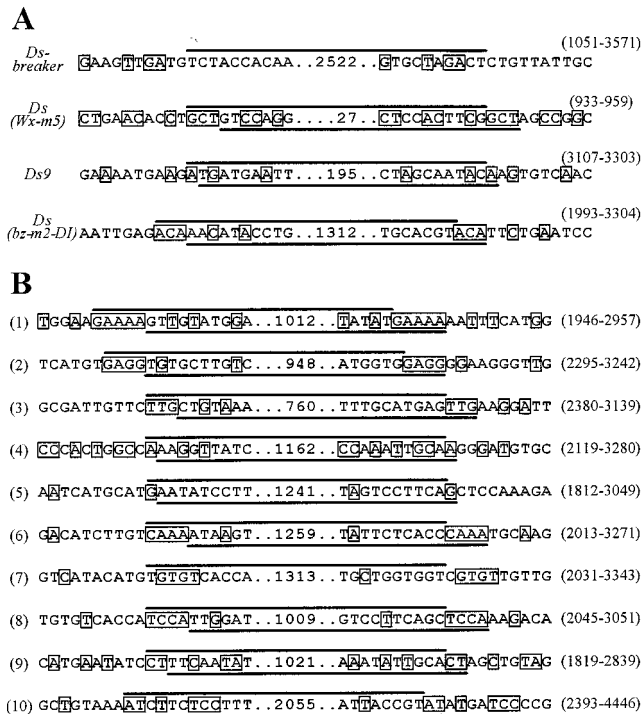 A
(1051-3571)
Ds-breaker GAAGTTGATGTCTACCACAA..2522..GTGCTAGACTCTGTTATTGC
(933-959)
Ds (Wx-m5) CTGAACACCTGCTGTCCAGG....27...CTCCACTTCGGCTAGCCGGC
(3107-3303)
Ds9 GAAAATGAAGATGATGAATT...195..CTAGCAATACAAGTGTCAAC
(1993-3304)
Ds (bz-m2-DI) AATTGAGACAAACATACCTG..1312..TGCACGTACATTCTGAATCC
B
(1) TGGAAGAAAAGTTGTATGGA..1012..TATATGAAAAAATTTCATGG (1946-2957)
(2) TCATGTGAGGTGTGCTTGTC...948..ATGGTGGAGGGGAAGGGTTG (2295-3242)
(3) GCGATTGTTCTTGCTGTAAA...760..TTTGCATGAGTTGAAGGATT (2380-3139)
(4) CCCACTGGCCAAAGGTTATC..1162..CCAAATTGCAAGGGATGTGC (2119-3280)
(5) AATCATGCATGAATATCCTT..1241..TAGTCCTTCAGCTCCAAAGA (1812-3049)
(6) GACATCTTGTCAAAATAAGT..1259..TATTCTCACCCAAATGCAAG (2013-3271)
(7) GTCATACATGTGTGTCACCA..1313..TGCTGGTGGTCGTGTTGTTG (2031-3343)
(8) TGTGTCACCATCCATTGGAT..1009..GTCCTTCAGCTCCAAAGACA (2045-3051)
(9) CATGAATATCCTTTCAATAT..1021..AAATATTGCACTAGCTGTAG (1819-2839)
(10) GCTGTAAAATCTTCTCCTTT..2055..ATTACCGTATATGATCCCCG (2393-4446)